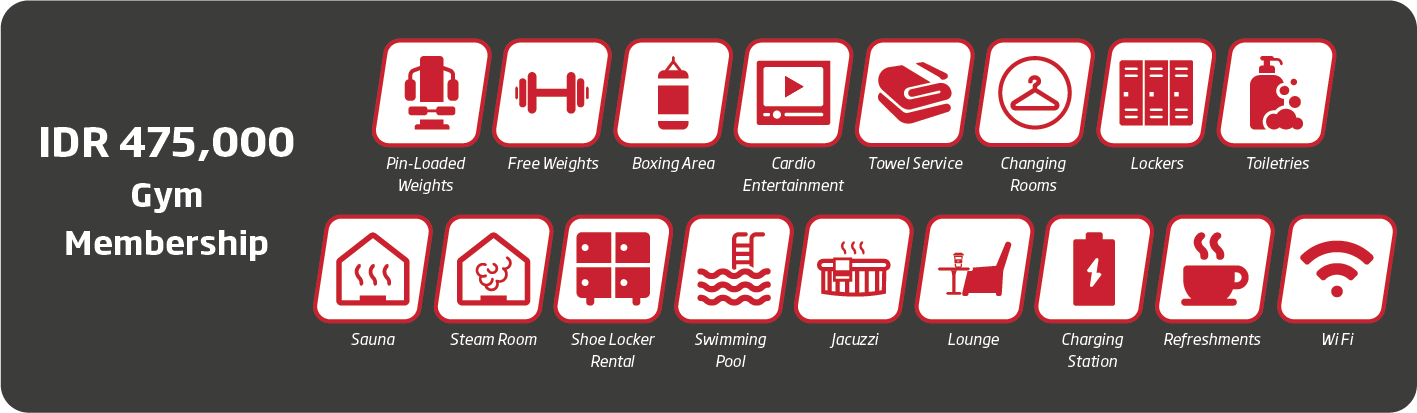 IDR 475,000
Gym
Membership
Pin-Loaded
Weights
Free Weights
Boxing Area
Cardio
Entertainment
Towel Service
Changing
Rooms
Lockers
Toiletries
Sauna
Steam Room
Shoe Locker
Rental
Swimming
Pool
Jacuzzi
Lounge
Charging
Station
Refreshments
WiFi